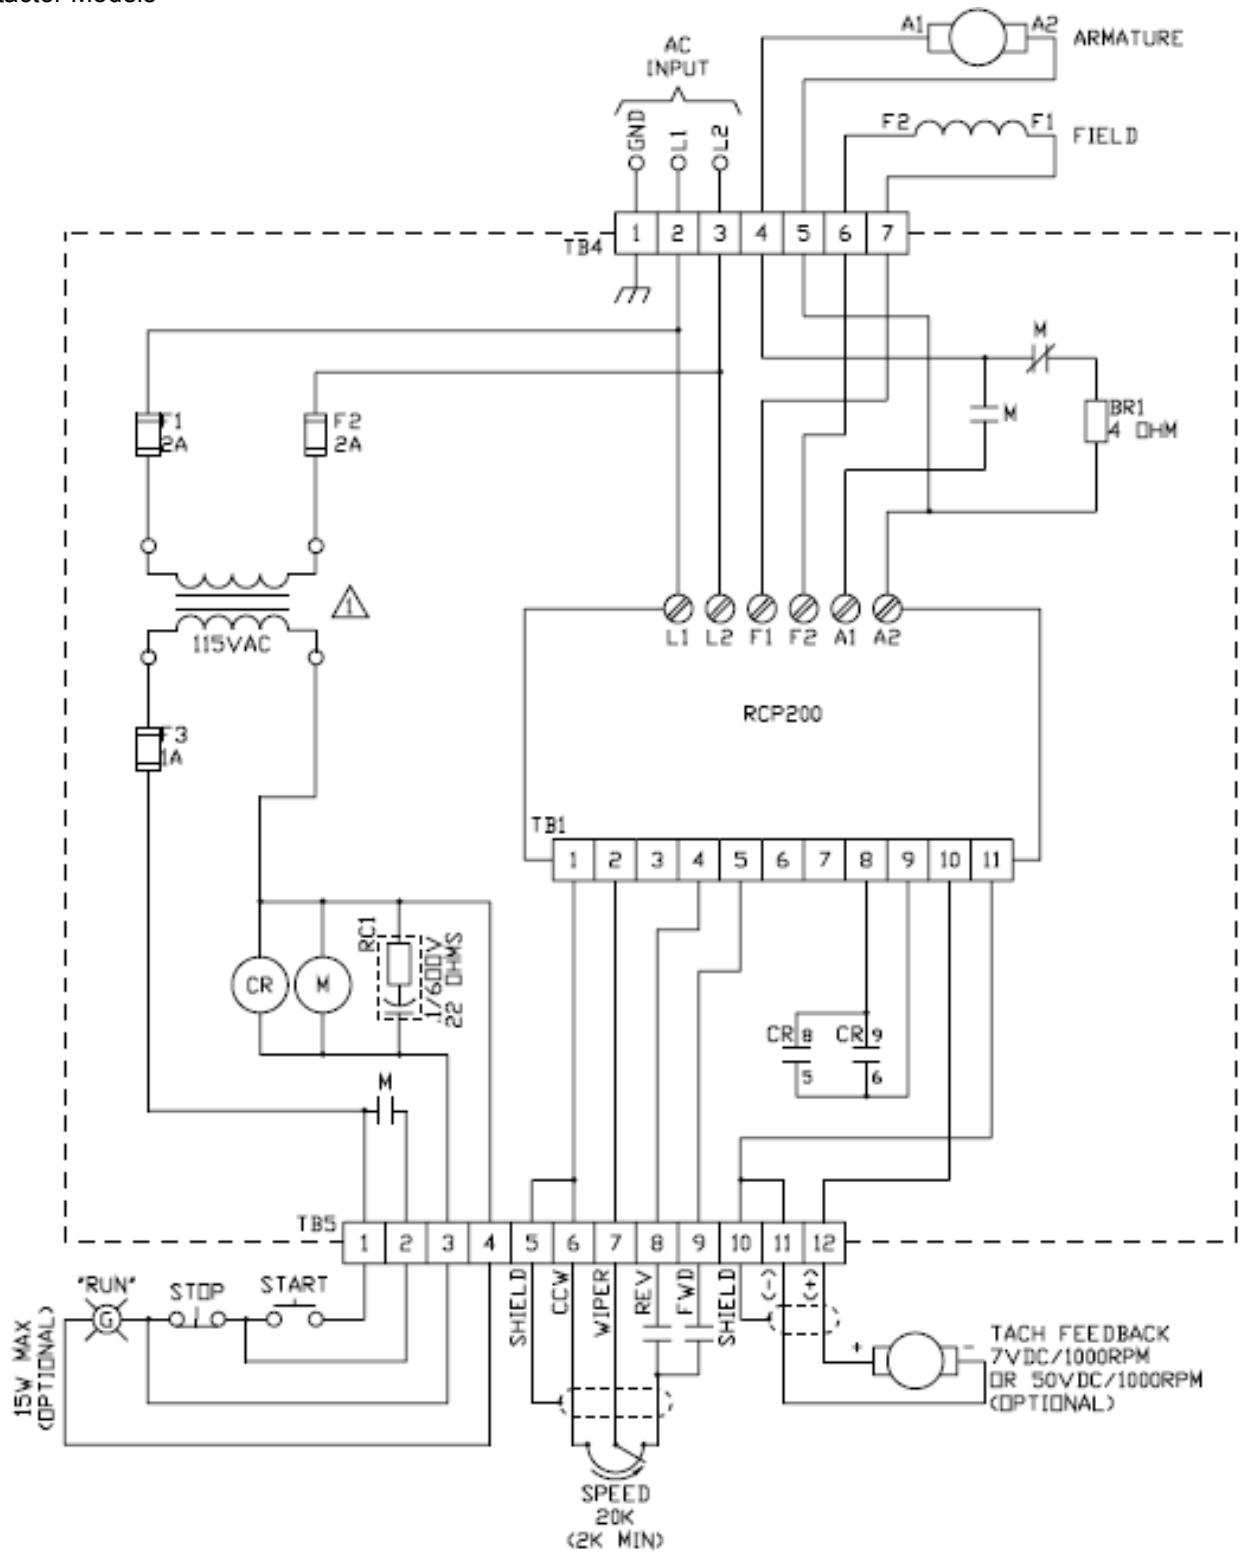 tactor Models
A1
A2
ARMATURE
AC
INPUT
GND
L1
L2
F2
F1
FIELD
TB4
1 2 3 4 5 6 7
M
M
BR1
4 OHM
F1
2A
F2
2A
1
115VAC
L1 L2 F1 F2 A1 A2
RCP200
F3
1A
TB1
1 2 3 4 5 6 7 8 9 10 11
RC1
.1/600V
22 OHMS
CR
M
CR 8
5
CR 9
6
M
TB5
1 2 3 4 5 6 7 8 9 10 11 12
"RUN"
G
STOP
START
15W MAX
(OPTIONAL)
SHIELD
CCW
WIPER
REV
FWD
SHIELD
(-)
(+)
+
-
TACH FEEDBACK
7VDC/1000RPM
OR 50VDC/1000RPM
(OPTIONAL)
SPEED
20K
(2K MIN)